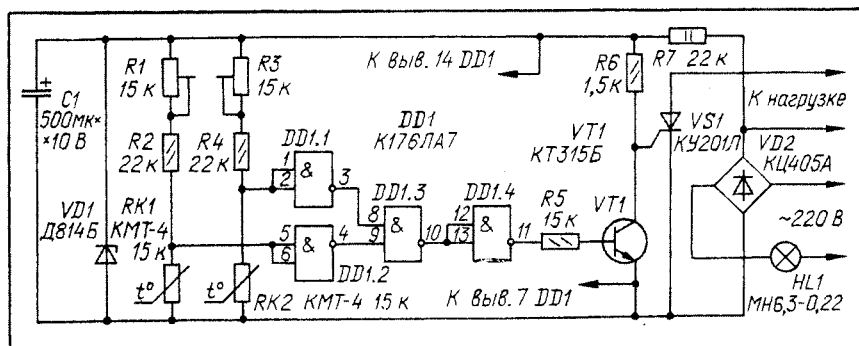 R1
15 к
R3
15 к
К выв. 14 DD1
R6
1,5 к
R7 22 к
+
C1
500 мк×
×10 В
R2
22 к
R4
22 к
DD1.1
&
1
2
3
DD1
К176ЛА7
VT1
КТ315Б
К нагрузке
VS1
КУ201Л
VD2
КЦ405А
VD1
Д814Б
RK1
КМТ-4
15 к
t°
5
6
&
4
DD1.2
8
9
DD1.3
&
10
12
13
DD1.4
&
11
R5
15 к
VT1
~220 В
t°
RK2 КМТ-4 15 к
К выв. 7 DD1
HL1
МН6,3-0,22